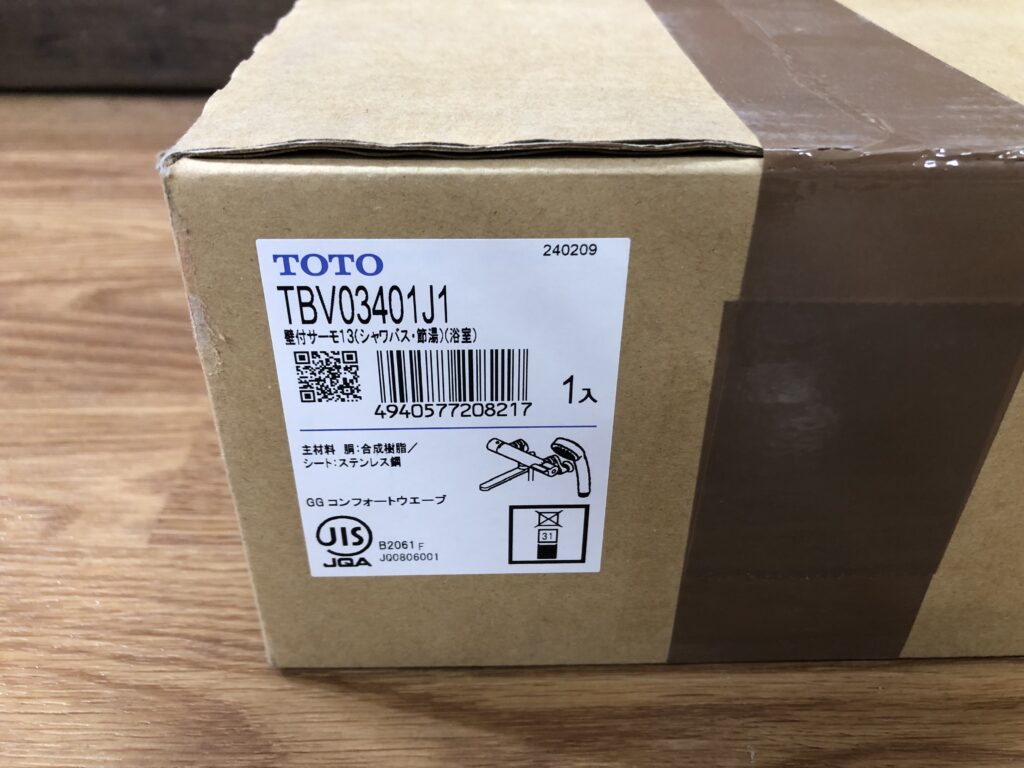 TOTO
240209
TBV03401J1
壁付サーモ13(シャワバス・節湯)(浴室)
4940577208217
1入
主材料 胴:合成樹脂/
シート:ステンレス鋼
GG コンフォートウエーブ
JIS
JQA
B2061 F
JQ0806001
31